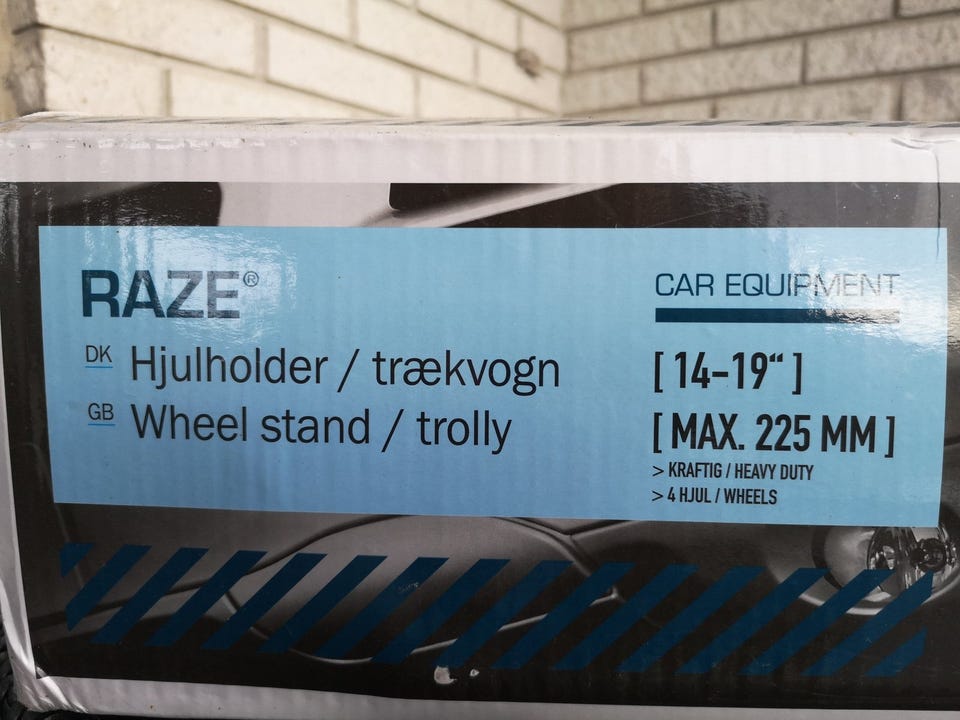 RAZE®
CAR EQUIPMENT
DK Hjulholder / trækvogn
GB Wheel stand / trolly
[ 14-19“ ]
[ MAX. 225 MM ]
> KRAFTIG / HEAVY DUTY
> 4 HJUL / WHEELS